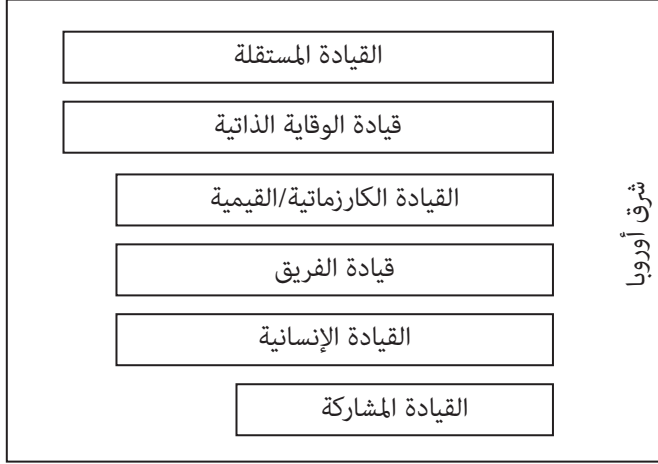 القيادة المستقلة
قيادة الوقاية الذاتية
القيادة الكارزماتية/القيمية
قيادة الفريق
القيادة الإنسانية
القيادة المشاركة
شرق أوروبا